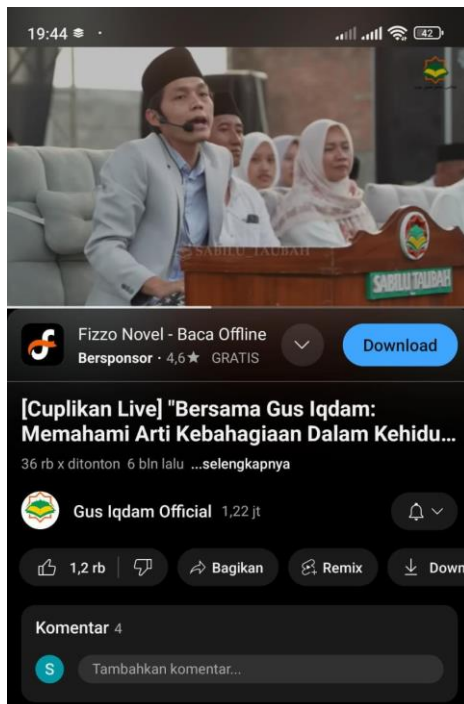 19:44
42
SABILU_TAUBAH
SABILU TAUBAH
Fizzo Novel - Baca Offline
Bersponsor · 4,6★ GRATIS
Download
[Cuplikan Live] "Bersama Gus Iqdam:
Memahami Arti Kebahagiaan Dalam Kehidu...
36 rb x ditonton 6 bln lalu ...selengkapnya
Gus Iqdam Official 1,22 jt
1,2 rb
Bagikan
Remix
Down
Komentar 4
S
Tambahkan komentar...